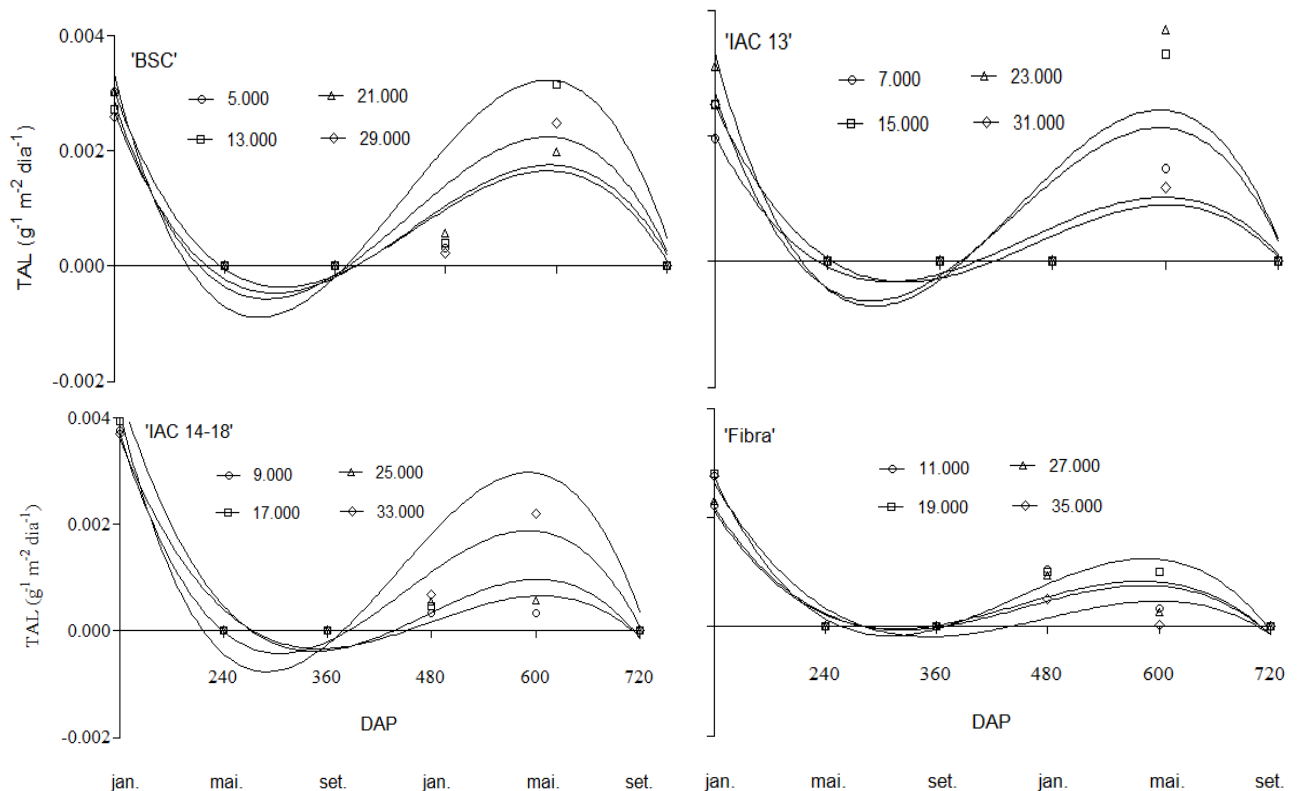 0.004
0.002
0.000
-0.002
TAL (g⁻¹ m⁻² dia⁻¹)
'BSC'
5.000
21.000
13.000
29.000
'IAC 13'
7.000
23.000
15.000
31.000
0.004
0.002
0.000
-0.002
TAL (g¹ m⁻² dia¹)
'IAC 14-18'
9.000
25.000
17.000
33.000
240 360 480 600 720
DAP
jan. mai. set. jan. mai. set.
'Fibra'
11.000
27.000
19.000
35.000
240 360 480 600 720
DAP
jan. mai. set. jan. mai. set.